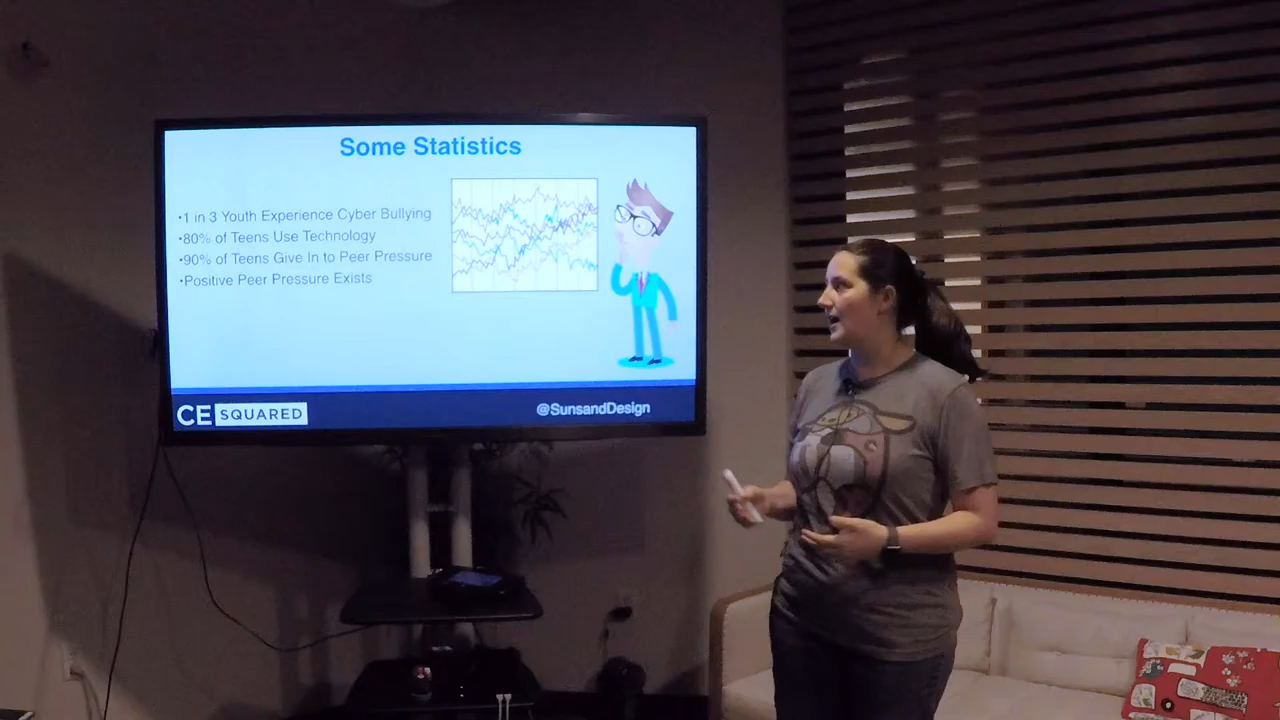 Some Statistics
•1 in 3 Youth Experience Cyber Bullying
•80% of Teens Use Technology
•90% of Teens Give In to Peer Pressure
•Positive Peer Pressure Exists
CE SQUARED
@SunsandDesign